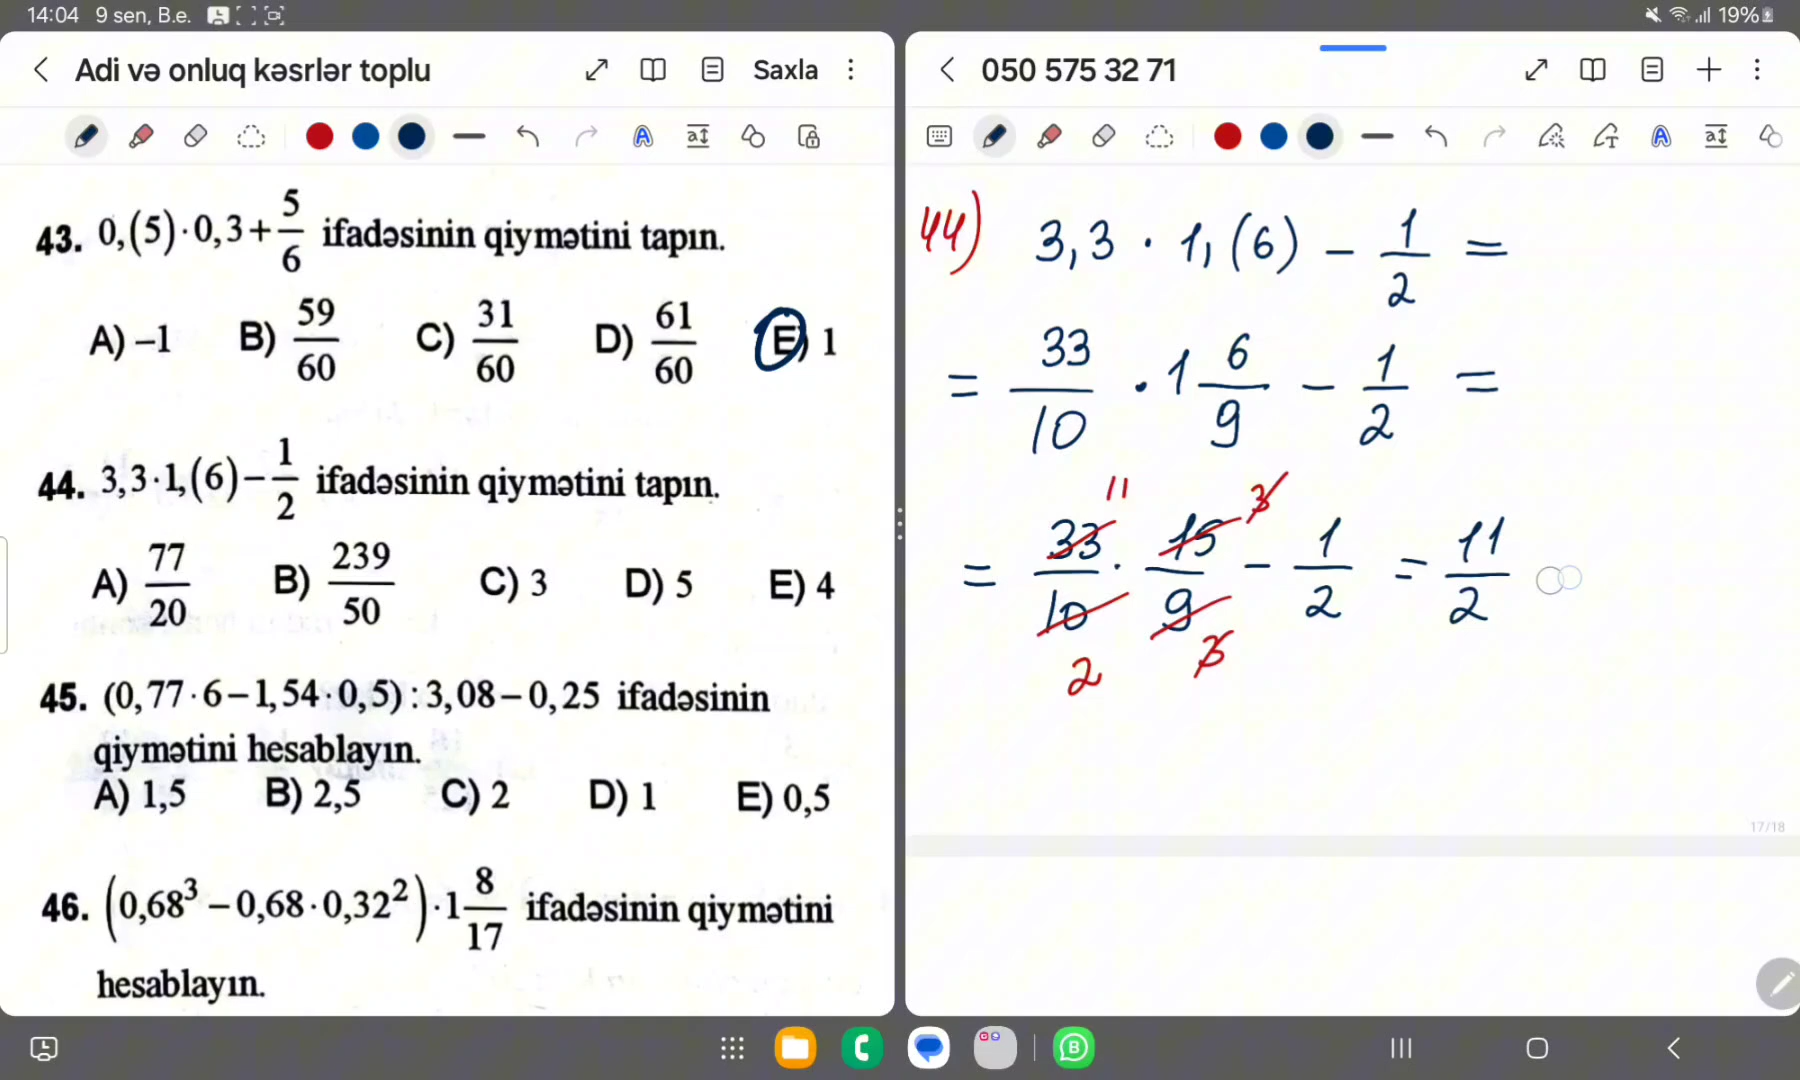 14:04 9 sen, B.e. 19%
Adi və onluq kəsrlər toplu Saxla
43. 0,(5)·0,3+5/6 ifadəsinin qiymətini tapın.
A) –1 B) 59/60 C) 31/60 D) 61/60 E) 1
44. 3,3·1,(6)–1/2 ifadəsinin qiymətini tapın.
A) 77/20 B) 239/50 C) 3 D) 5 E) 4
45. (0,77·6–1,54·0,5):3,08–0,25 ifadəsinin
qiymətini hesablayın.
A) 1,5 B) 2,5 C) 2 D) 1 E) 0,5
46. (0,68³–0,68·0,32²)·1 8/17 ifadəsinin qiymətini
hesablayın.
050 575 32 71
44) 3,3 · 1,(6) – 1/2 =
= 33/10 · 1 6/9 – 1/2 =
11 3
= 33/10 · 15/9 – 1/2 = 11/2
2 3
17/18